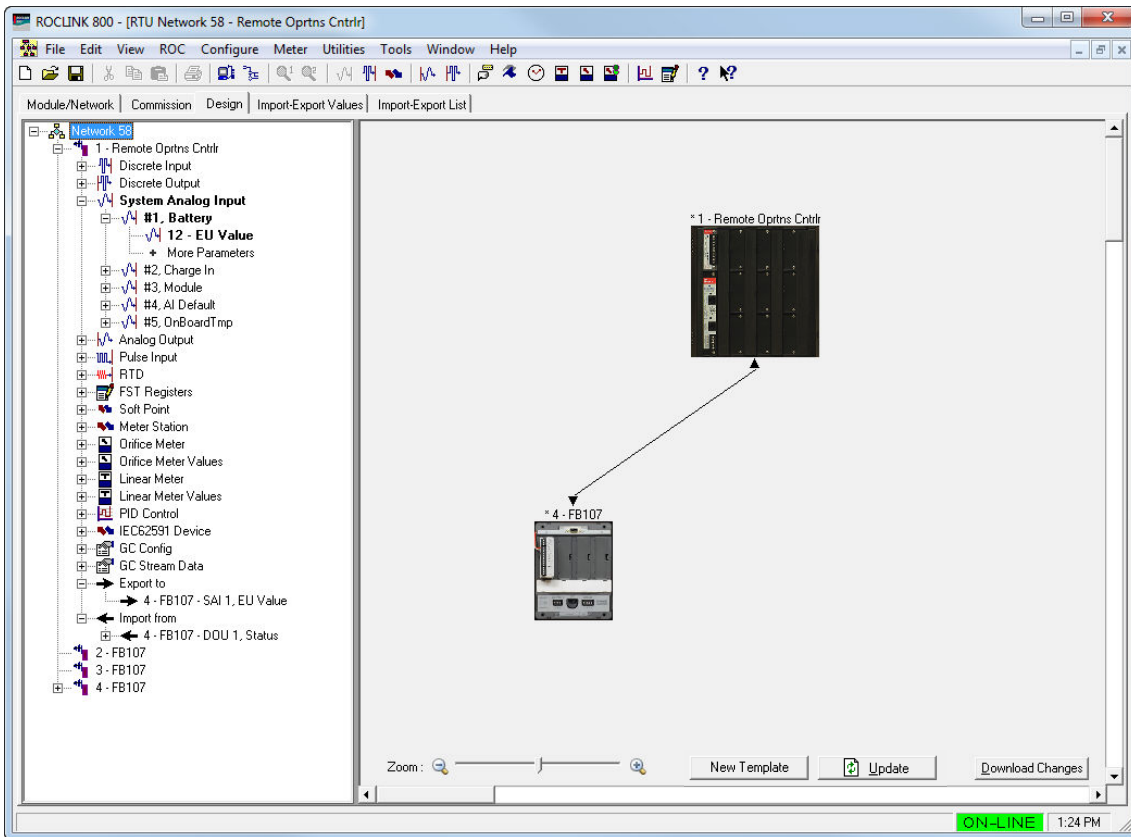 ROCLINK 800 - [RTU Network 58 - Remote Oprtns Cntrlr]
File Edit View ROC Configure Meter Utilities Tools Window Help
Module/Network Commission Design Import-Export Values Import-Export List
Network 58
1 - Remote Oprtns Cntrlr
Discrete Input
Discrete Output
System Analog Input
#1, Battery
12 - EU Value
More Parameters
#2, Charge In
#3, Module
#4, AI Default
#5, OnBoardTmp
Analog Output
Pulse Input
RTD
FST Registers
Soft Point
Meter Station
Orifice Meter
Orifice Meter Values
Linear Meter
Linear Meter Values
PID Control
IEC62591 Device
GC Config
GC Stream Data
Export to
4 - FB107 - SAI 1, EU Value
Import from
4 - FB107 - DOU 1, Status
2 - FB107
3 - FB107
4 - FB107
* 1 - Remote Oprtns Cntrlr
* 4 - FB107
Zoom :
New Template
Update
Download Changes
ON-LINE
1:24 PM